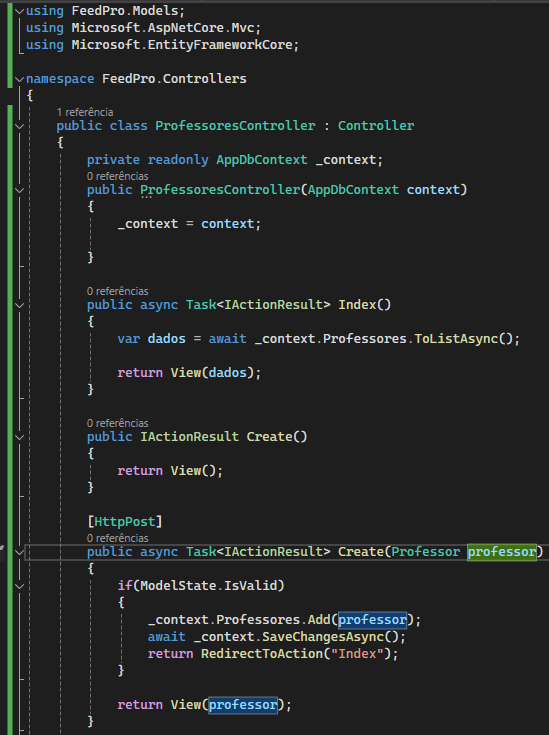 using FeedPro.Models;
using Microsoft.AspNetCore.Mvc;
using Microsoft.EntityFrameworkCore;
namespace FeedPro.Controllers
{
1 referência
public class ProfessoresController : Controller
{
private readonly AppDbContext _context;
0 referências
public ProfessoresController(AppDbContext context)
{
_context = context;
}
0 referências
public async Task<IActionResult> Index()
{
var dados = await _context.Professores.ToListAsync();
return View(dados);
}
0 referências
public IActionResult Create()
{
return View();
}
[HttpPost]
0 referências
public async Task<IActionResult> Create(Professor professor)
{
if(ModelState.IsValid)
{
_context.Professores.Add(professor);
await _context.SaveChangesAsync();
return RedirectToAction("Index");
}
return View(professor);
}